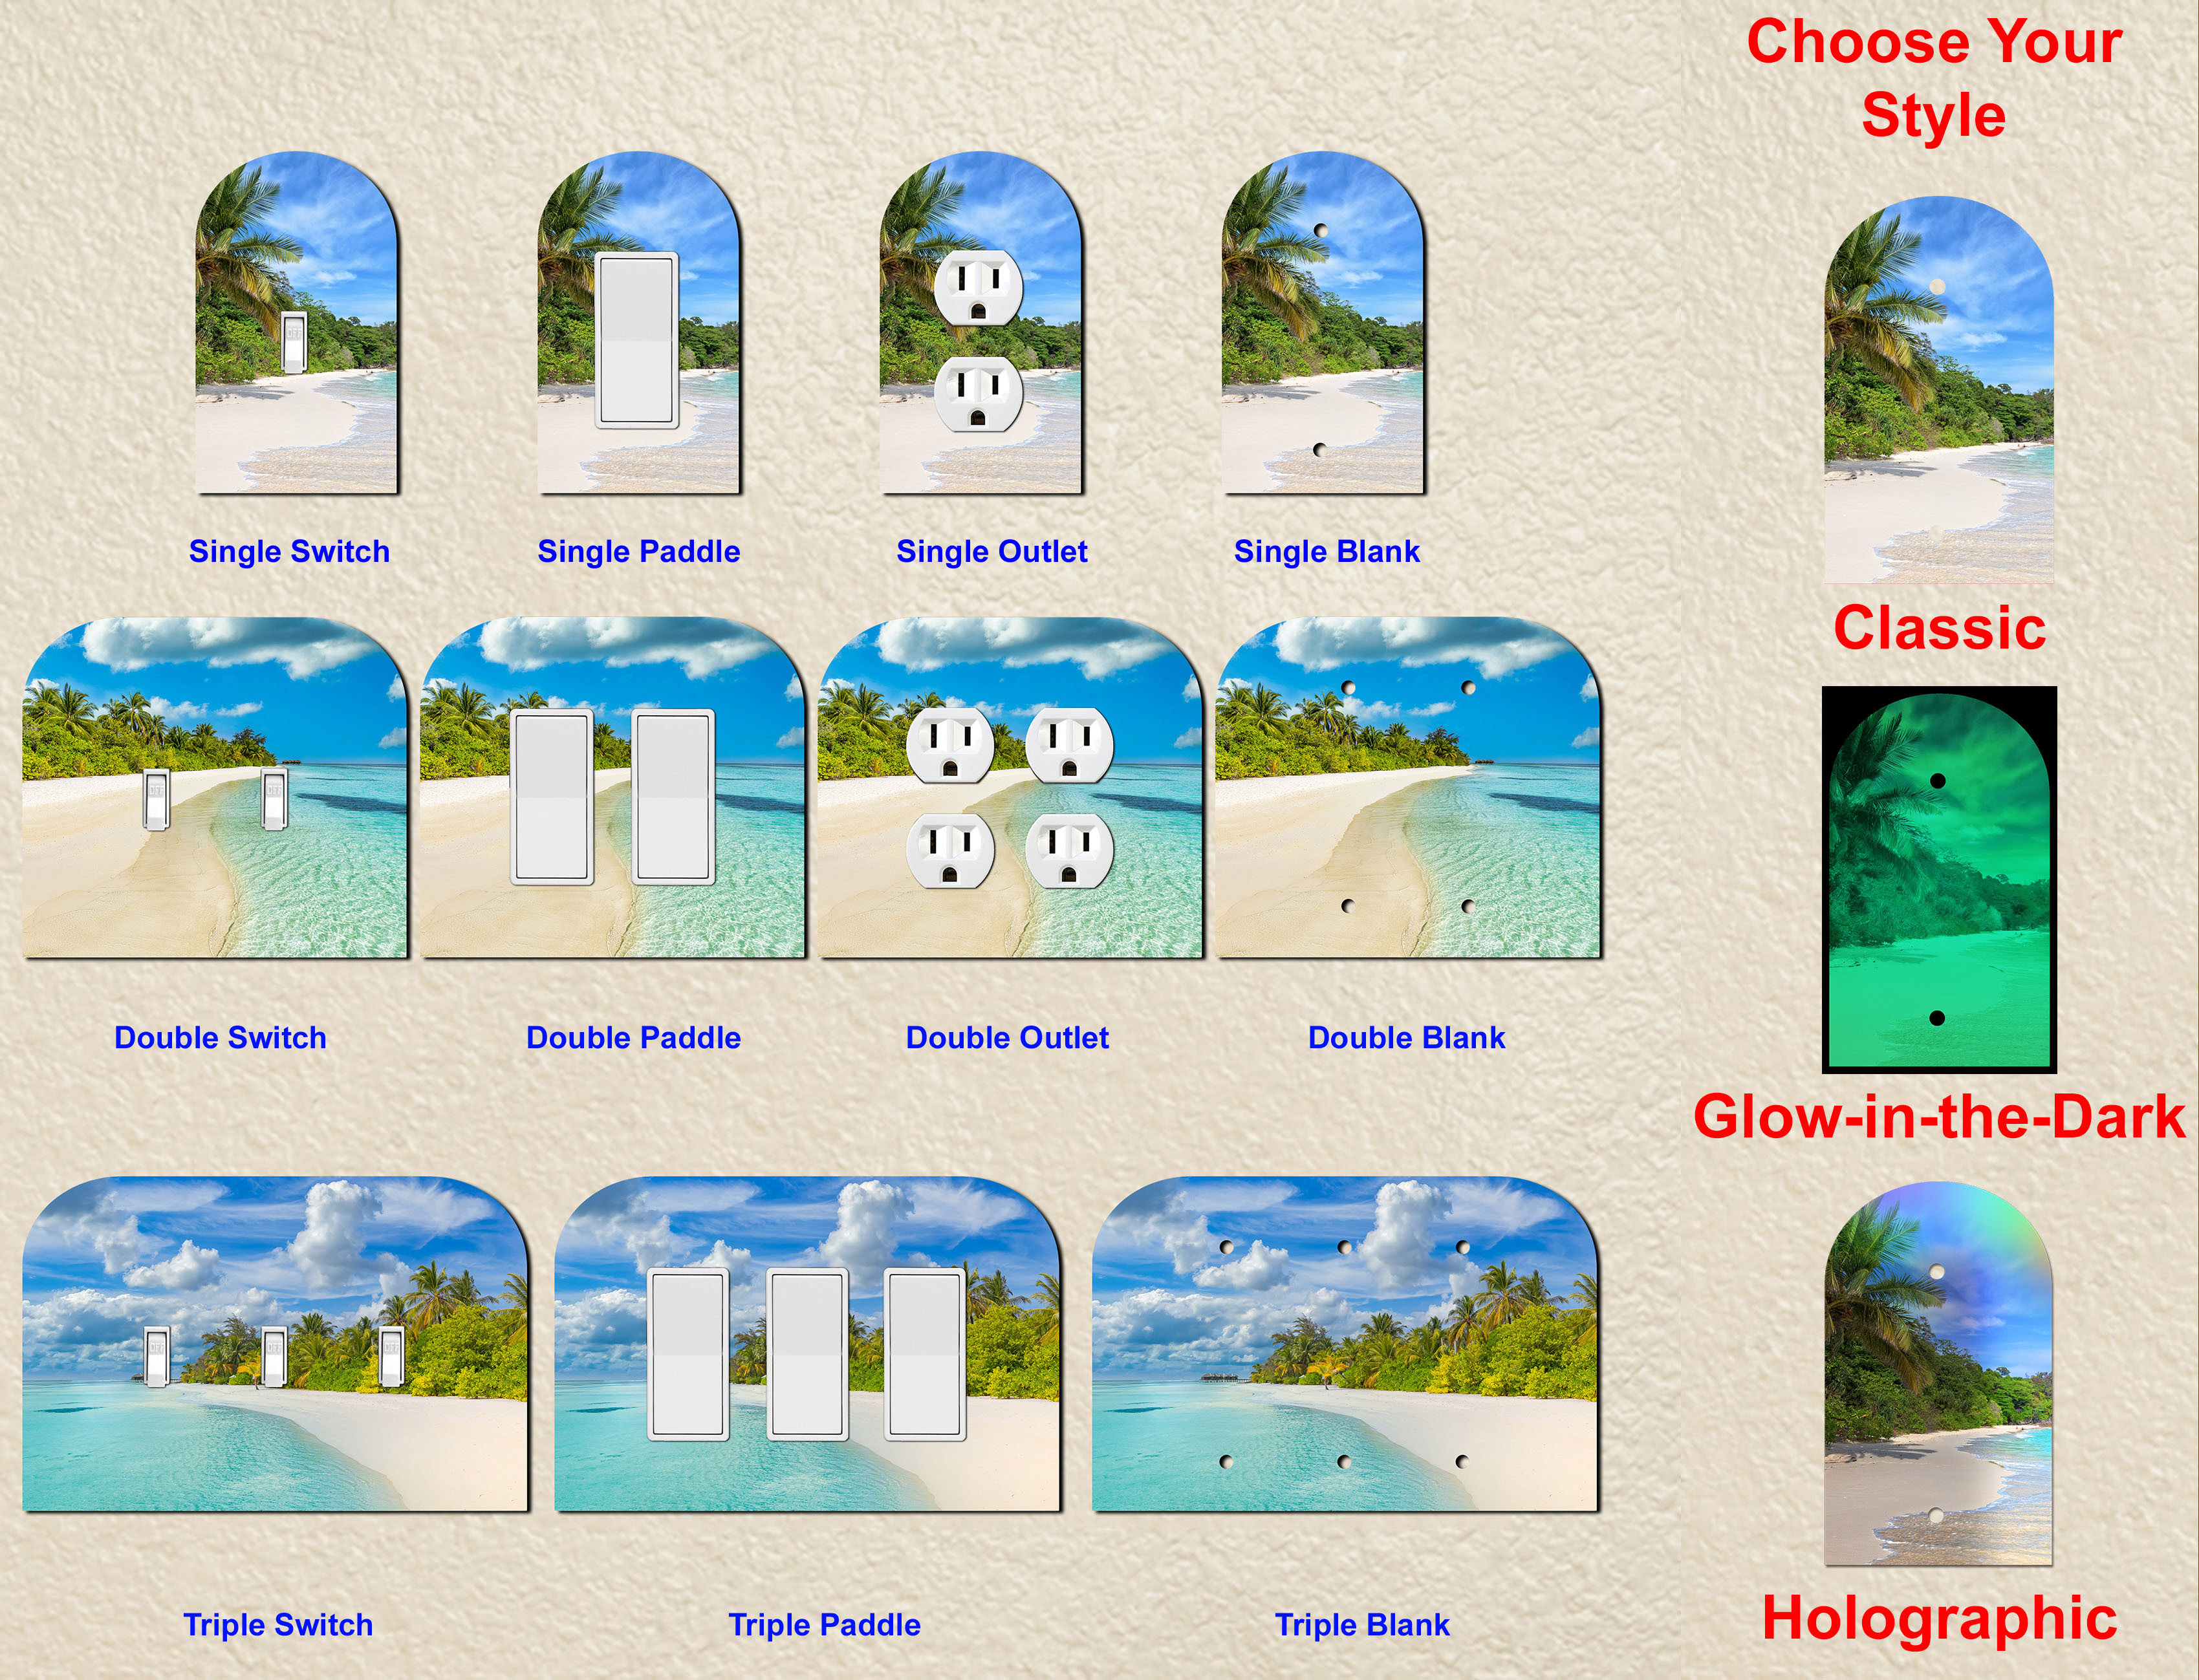 Choose Your
Style
Single Switch
Single Paddle
Single Outlet
Single Blank
Classic
Double Switch
Double Paddle
Double Outlet
Double Blank
Glow-in-the-Dark
Triple Switch
Triple Paddle
Triple Blank
Holographic